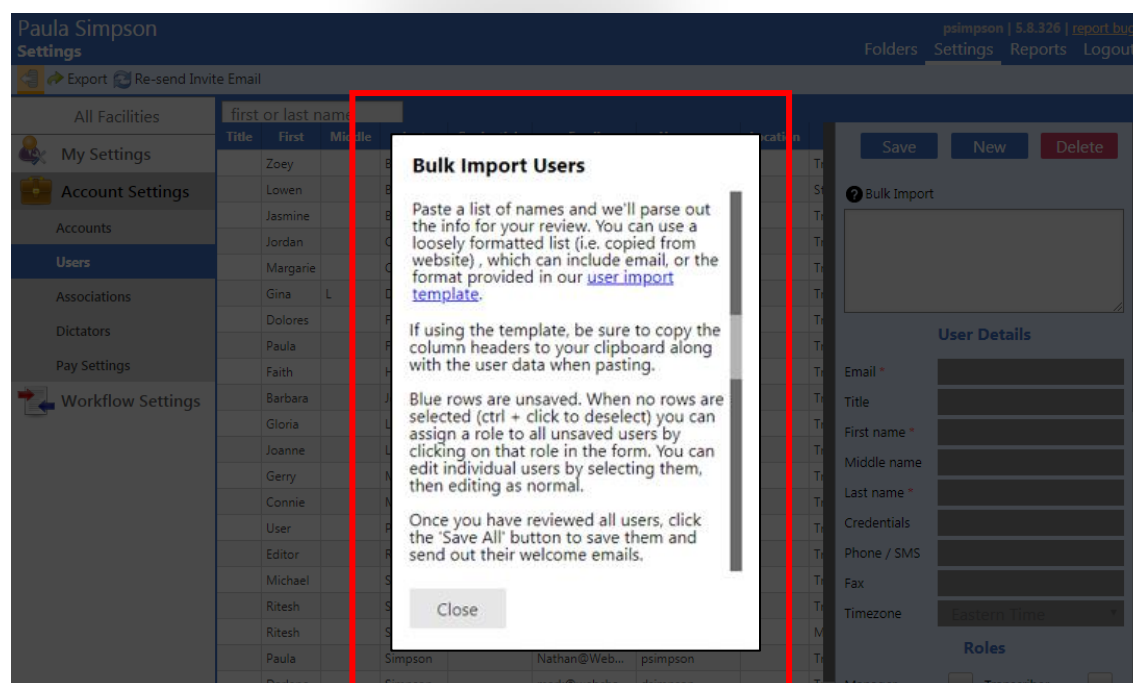 Paula Simpson
psimpson | 5.8.326 | report bug
Settings
Folders Settings Reports Logout
Export Re-send Invite Email
All Facilities
first or last name
Title First Middle
My Settings
Account Settings
Accounts
Users
Associations
Dictators
Pay Settings
Workflow Settings
Zoey
Lowen
Jasmine
Jordan
Margarie
Gina L
Dolores
Paula
Faith
Barbara
Gloria
Joanne
Gerry
Connie
User
Editor
Michael
Ritesh
Ritesh
Paula Simpson Nathan@Web... psimpson
Bulk Import Users
Paste a list of names and we'll parse out
the info for your review. You can use a
loosely formatted list (i.e. copied from
website) , which can include email, or the
format provided in our user import
template.
If using the template, be sure to copy the
column headers to your clipboard along
with the user data when pasting.
Blue rows are unsaved. When no rows are
selected (ctrl + click to deselect) you can
assign a role to all unsaved users by
clicking on that role in the form. You can
edit individual users by selecting them,
then editing as normal.
Once you have reviewed all users, click
the 'Save All' button to save them and
send out their welcome emails.
Close
Save New Delete
? Bulk Import
User Details
Email *
Title
First name *
Middle name
Last name *
Credentials
Phone / SMS
Fax
Timezone Eastern Time
Roles